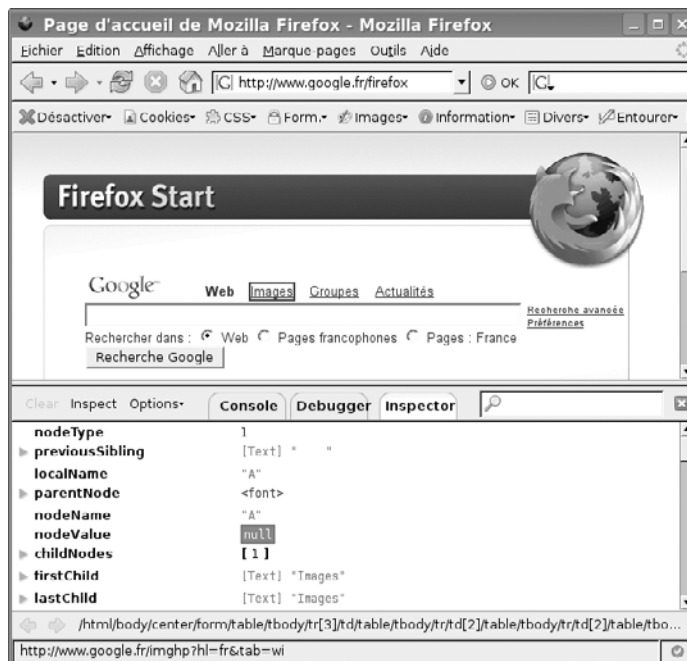 Page d'accueil de Mozilla Firefox - Mozilla Firefox
Eichier Edition Affichage Aller à Marque-pages Outils Aide
http://www.google.fr/firefox OK
Désactiver Cookies CSS Form. Images Information Divers Entourer
Firefox Start
Google Web Images Groupes Actualités
Recherche avancée
Préférences
Rechercher dans : Web Pages francophones Pages : France
Recherche Google
Clear Inspect Options Console Debugger Inspector
nodeType 1
previousSibling [Text] " "
localName "A"
parentNode <font>
nodeName "A"
nodeValue null
childNodes [ 1 ]
firstChild [Text] "Images"
lastChild [Text] "Images"
/html/body/center/form/table/tbody/tr[3]/td/table/tbody/tr/td[2]/table/tbody/tr/td[2]/table/tbo...
http://www.google.fr/imghp?hl=fr&tab=wi